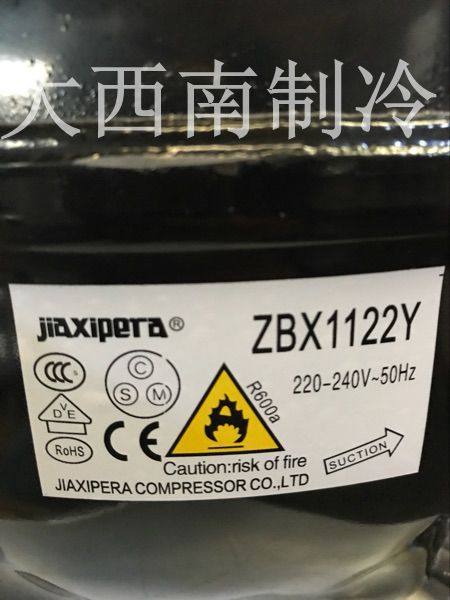 大西南制冷
jiaxipera®
ZBX1122Y
220-240V~50Hz
CCC
C
S M
DVE
RoHS
CE
R600a
Caution:risk of fire
SUCTION
JIAXIPERA COMPRESSOR CO.,LTD